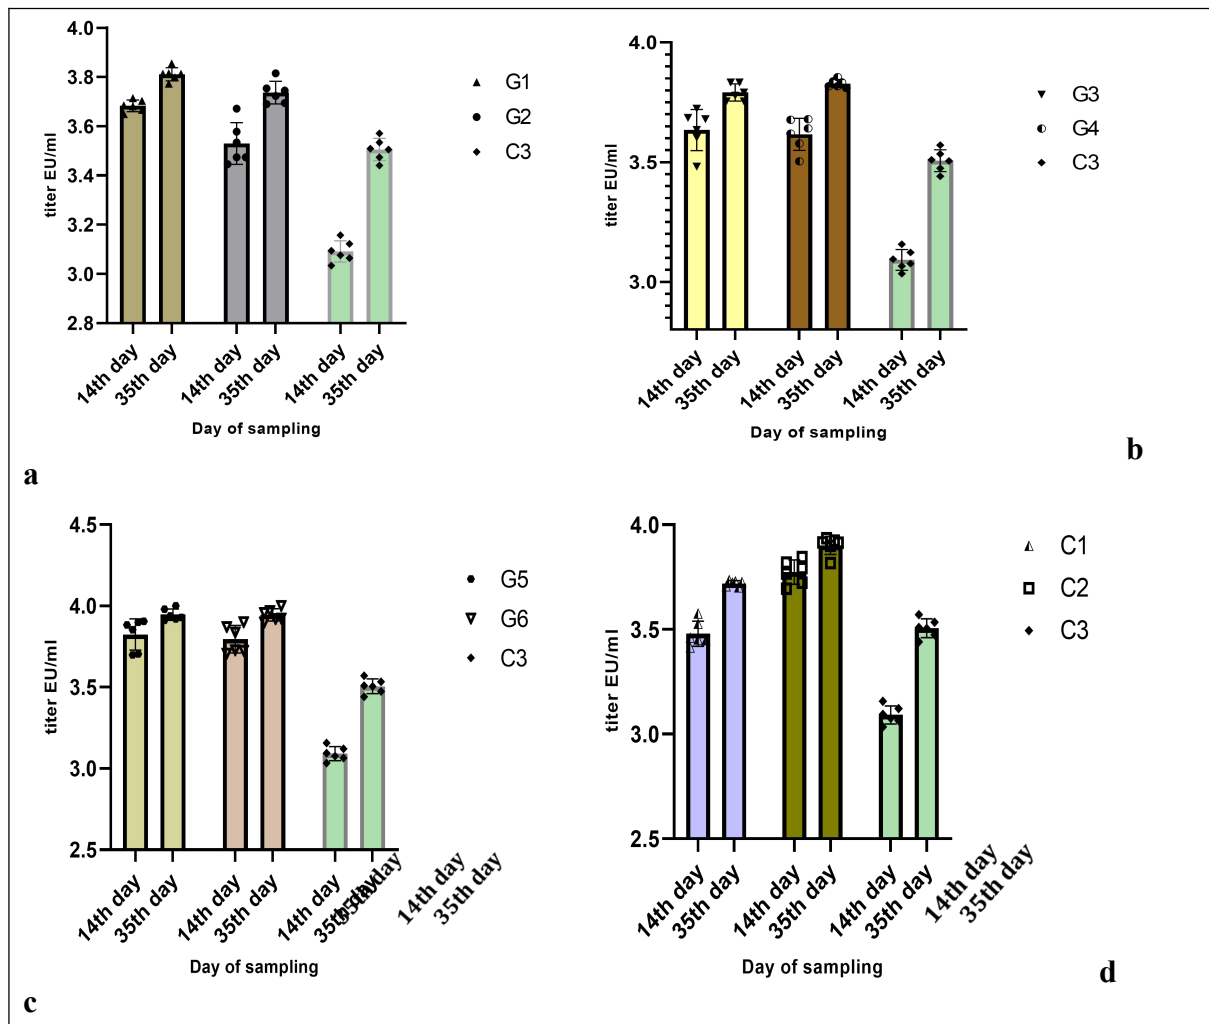 4.0
3.8
3.6
3.4
3.2
3.0
2.8
titer EU/ml
14th day
35th day
14th day
35th day
14th day
35th day
Day of sampling
G1
G2
C3
a
4.0
3.5
3.0
titer EU/ml
14th day
35th day
14th day
35th day
14th day
35th day
Day of sampling
G3
G4
C3
b
4.5
4.0
3.5
3.0
2.5
titer EU/ml
14th day
35th day
14th day
35th day
14th day
35th day
35th day
14th day
35th day
Day of sampling
G5
G6
C3
c
4.0
3.5
3.0
2.5
titer EU/ml
14th day
35th day
14th day
35th day
14th day
35th day
14th day
35th day
Day of sampling
C1
C2
C3
d